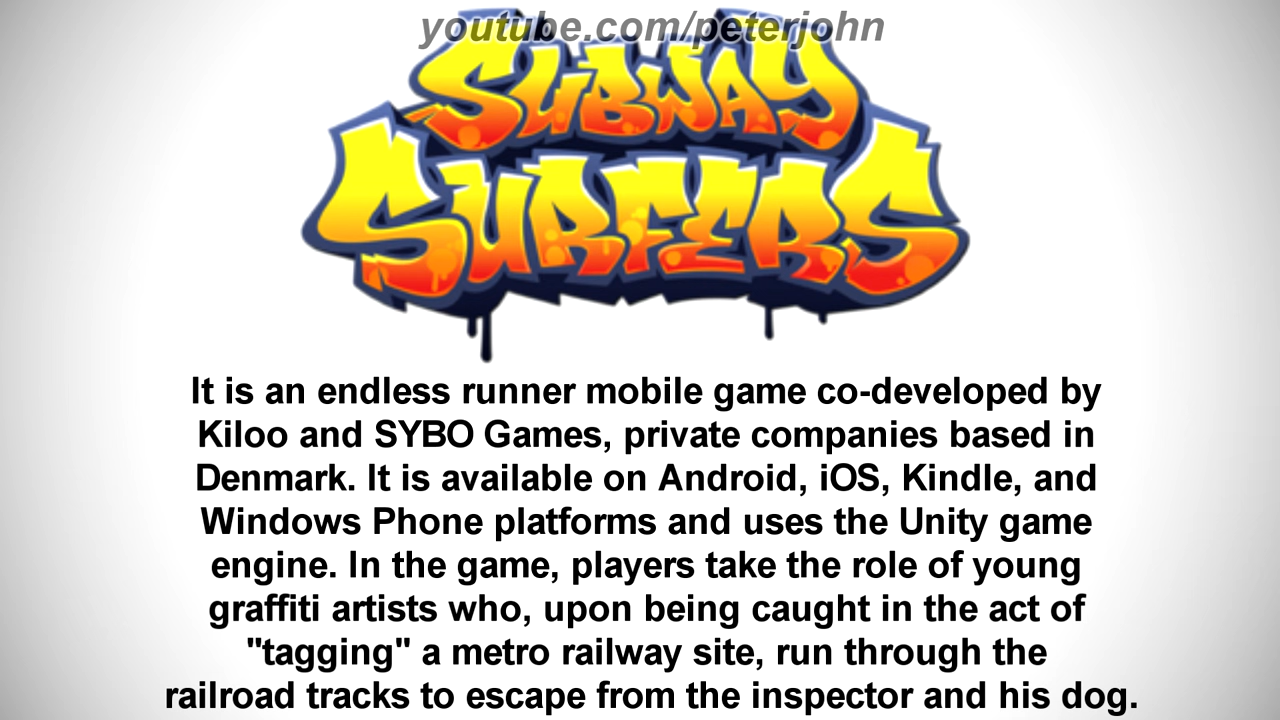 youtube.com/peterjohn
SUBWAY
SURFERS
It is an endless runner mobile game co-developed by
Kiloo and SYBO Games, private companies based in
Denmark. It is available on Android, iOS, Kindle, and
Windows Phone platforms and uses the Unity game
engine. In the game, players take the role of young
graffiti artists who, upon being caught in the act of
"tagging" a metro railway site, run through the
railroad tracks to escape from the inspector and his dog.